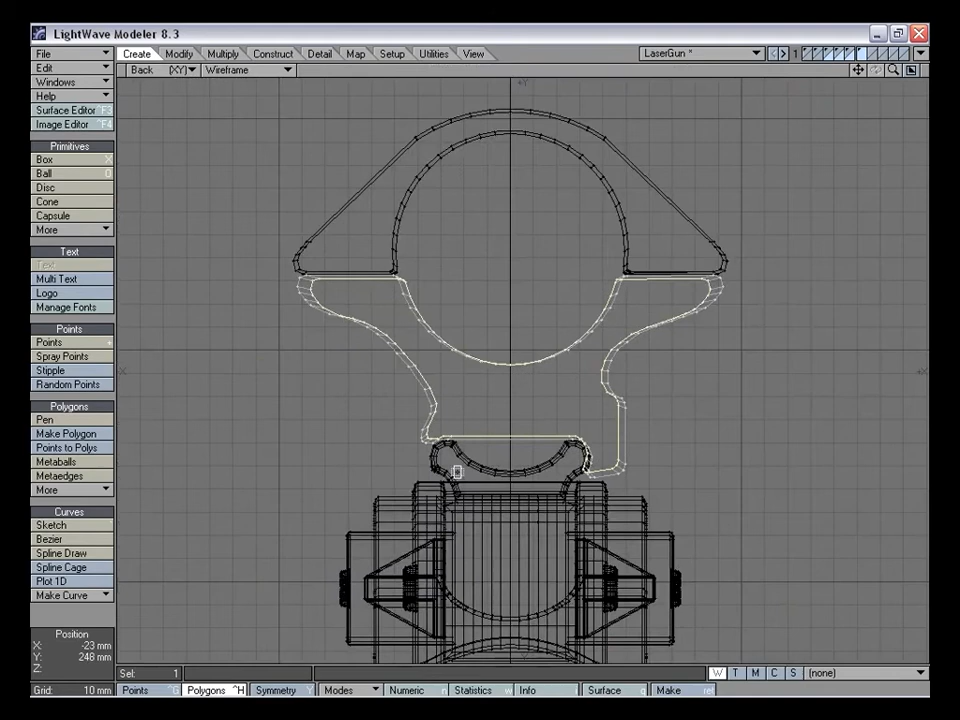 LightWave Modeler 8.3
File Create Modify Multiply Construct Detail Map Setup Utilities View LaserGun * 1
Edit Back (XY) Wireframe
Windows
Help
Surface Editor ^F3
Image Editor ^F4
Primitives
Box X
Ball O
Disc
Cone
Capsule
More
Text
Text
Multi Text
Logo
Manage Fonts
Points
Points +
Spray Points
Stipple
Random Points
Polygons
Pen
Make Polygon
Points to Polys
Metaballs
Metaedges
More
Curves
Sketch
Bezier
Spline Draw
Spline Cage
Plot 1D
Make Curve
Position
X: -23 mm
Y: 248 mm
Z:
Sel: 1 W T M C S (none)
Grid: 10 mm Points ^G Polygons ^H Symmetry Y Modes Numeric n Statistics w Info i Surface q Make ret
+Y
+X